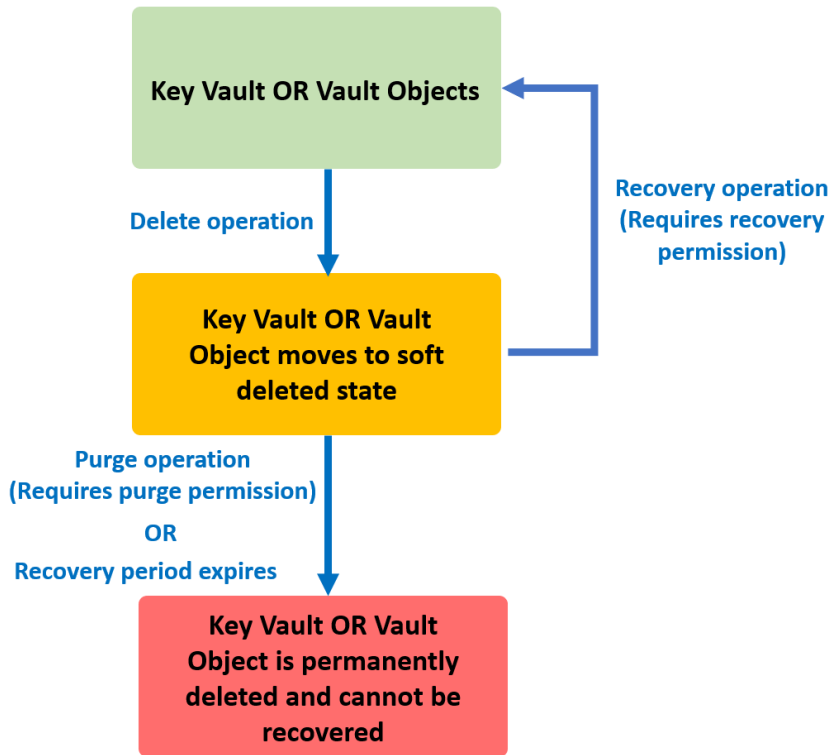 Key Vault OR Vault Objects
Delete operation
Recovery operation
(Requires recovery
permission)
Key Vault OR Vault
Object moves to soft
deleted state
Purge operation
(Requires purge permission)
OR
Recovery period expires
Key Vault OR Vault
Object is permanently
deleted and cannot be
recovered